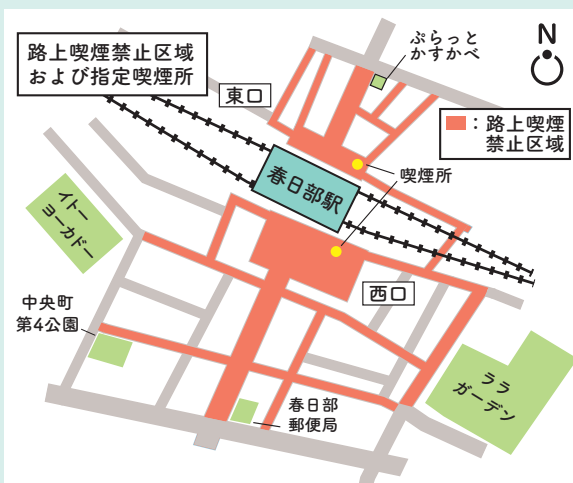 路上喫煙禁止区域
および指定喫煙所
ぷらっと
かすかべ
N
東口
:路上喫煙
禁止区域
喫煙所
春日部駅
イトー
ヨーカドー
西口
中央町
第4公園
ララ
ガーデン
春日部
郵便局